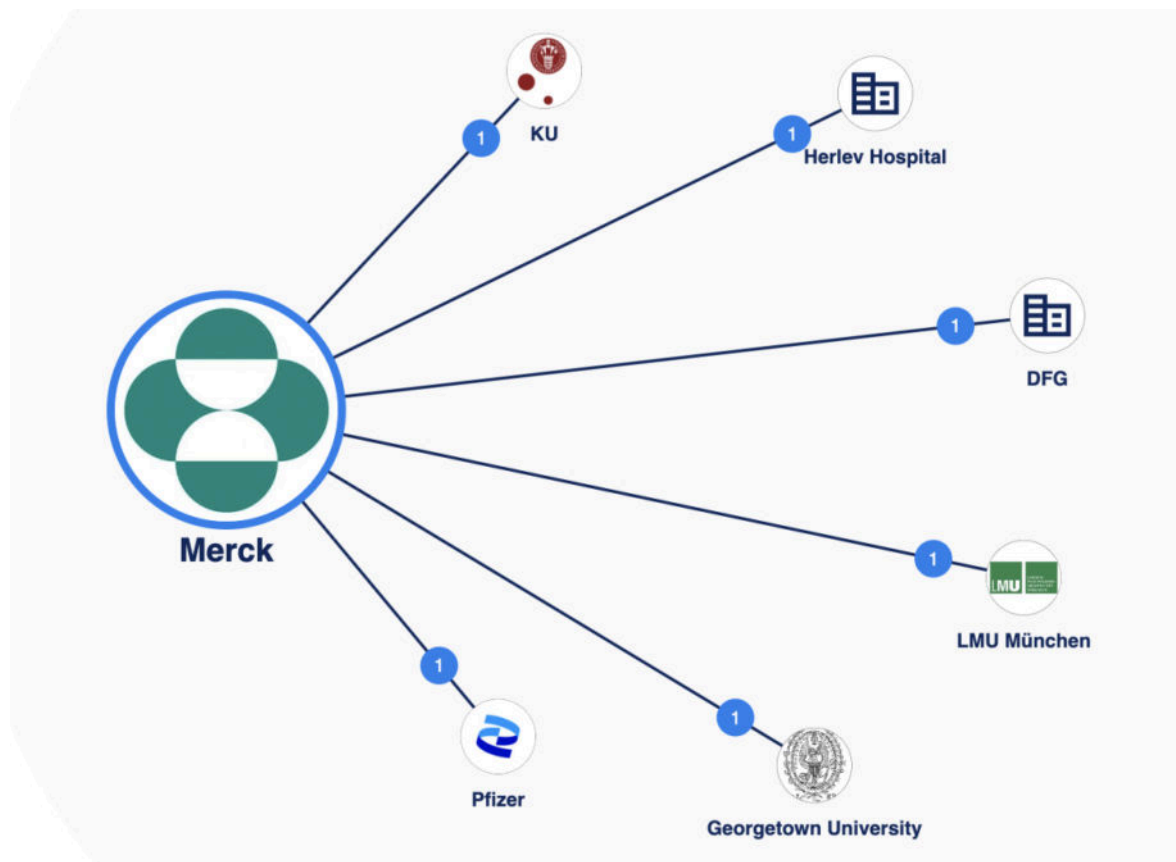 KU
1
Herlev Hospital
1
DFG
1
Merck
LMU
LMU München
1
Pfizer
1
Georgetown University
1